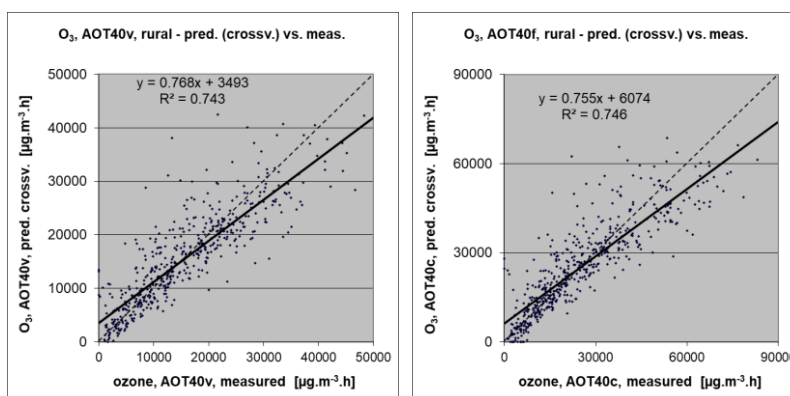 O₃, AOT40v, rural - pred. (crossv.) vs. meas.
y = 0.768x + 3493
R² = 0.743
O₃, AOT40v, pred. crossv. [µg.m⁻³.h]
50000
40000
30000
20000
10000
0
0 10000 20000 30000 40000 50000
ozone, AOT40v, measured [µg.m⁻³.h]
O₃, AOT40f, rural - pred. (crossv.) vs. meas.
y = 0.755x + 6074
R² = 0.746
O₃, AOT40c, pred. crossv. [µg.m⁻³.h]
90000
60000
30000
0
0 30000 60000 90000
ozone, AOT40c, measured [µg.m⁻³.h]